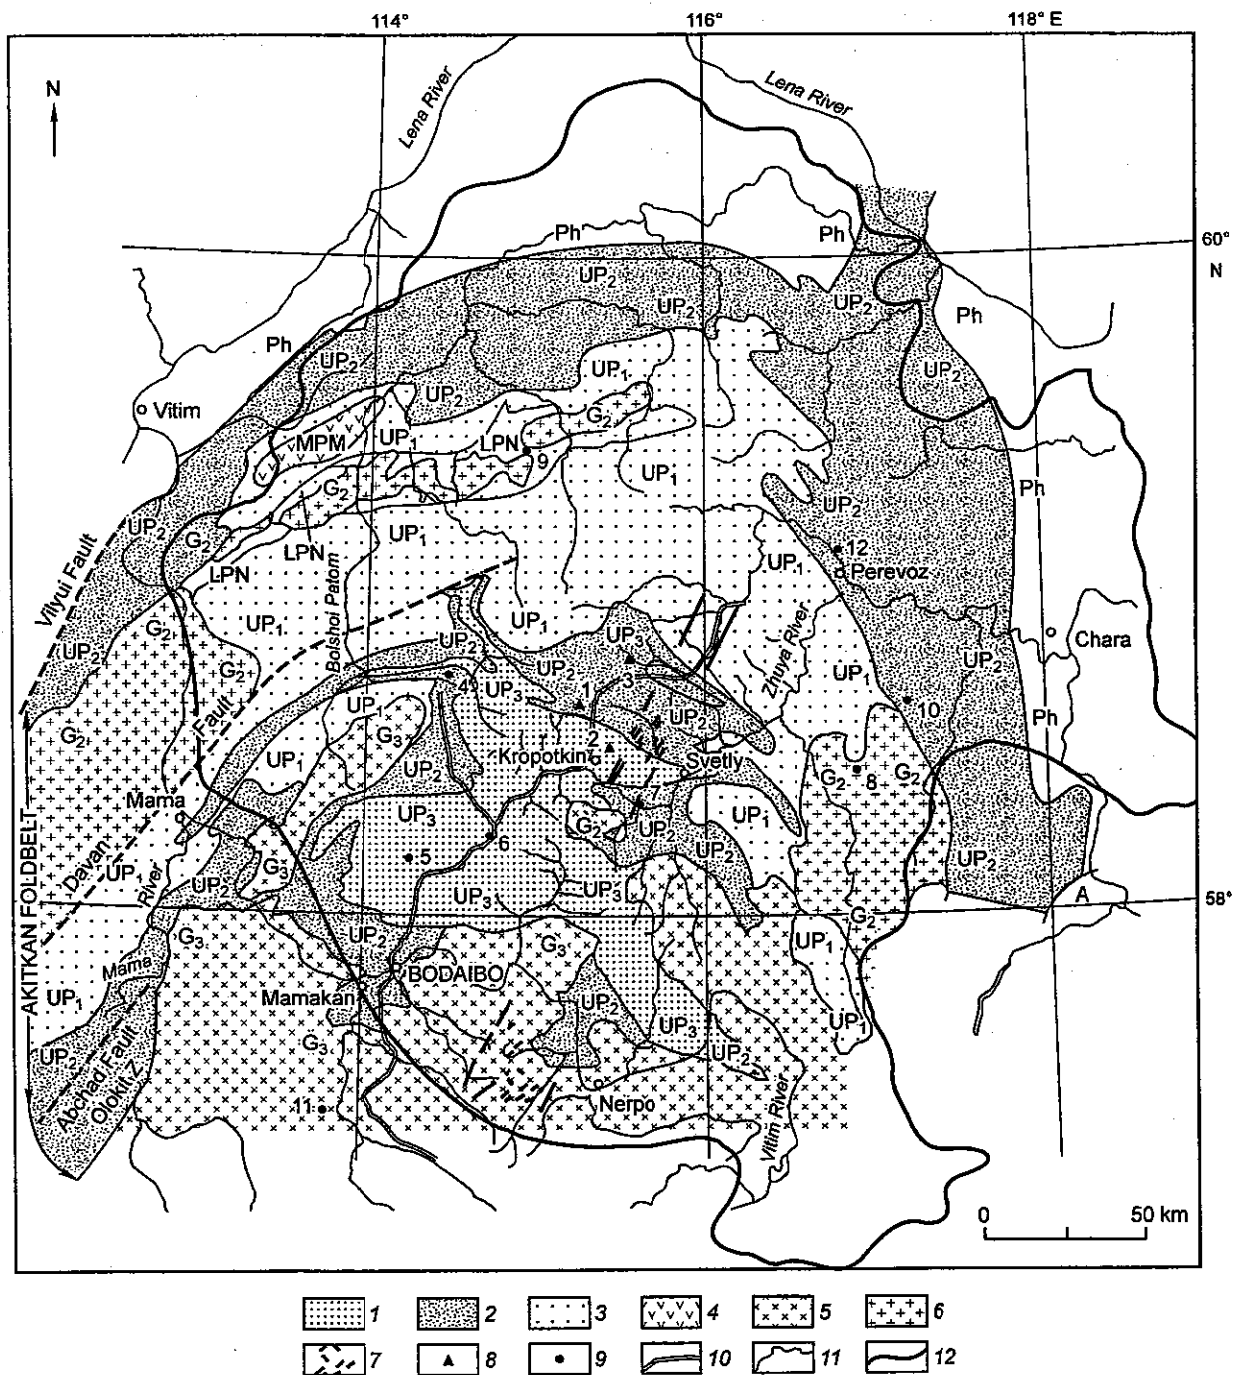 114°
116°
118° E
N
Lena River
Lena River
60°
N
Ph
Ph
UP2
UP2
UP2
Ph
Ph
UP2
UP2
UP2
UP1
Vitim
MPM
UP1
LPN
G2
9
UP1
G2
UP2
Ph
UP2
G2
LPN
LPN
UP1
12
Perevoz
UP1
Vilyui Fault
Bolshoi Patom
UP1
UP1
UP3
Zhuya River
Chara
UP2
G2
G2
UP2
UP2
UP2
UP1
4
UP3
1
3
UP1
10
Ph
G2
Fault
G3
UP2
2
Kropotkin
Svetly
G2
8
G2
UP1
UP2
Mama
UP3
7
G2
UP2
UP1
6
5
Davan
UP1
G3
UP2
UP2
UP2
River
UP3
UP3
58°
A
AKITKAN FOLDBELT
G3
UP2
G3
G2
UP1
Mama
BODAIBO
Mamakan
UP1
UP2
UP3
UP1
UP2
G3
UP2
Abchad Fault
Olokit Z.
11
Nerpo
Vitim River
0 50 km
1 2 3 4 5 6
7 8 9 10 11 12